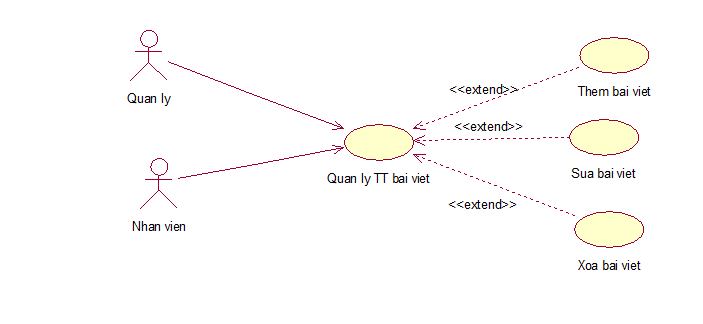 Quan ly
Nhan vien
Quan ly TT bai viet
<<extend>>
Them bai viet
<<extend>>
Sua bai viet
<<extend>>
Xoa bai viet